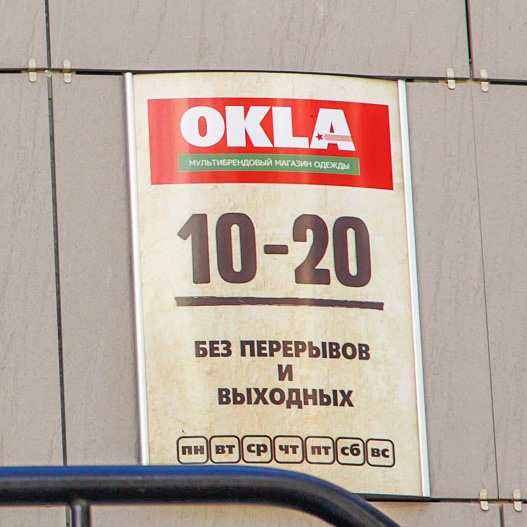 OKLA
МУЛЬТИБРЕНДОВЫЙ МАГАЗИН ОДЕЖДЫ
10-20
БЕЗ ПЕРЕРЫВОВ
И
ВЫХОДНЫХ
пн вт ср чт пт сб вс